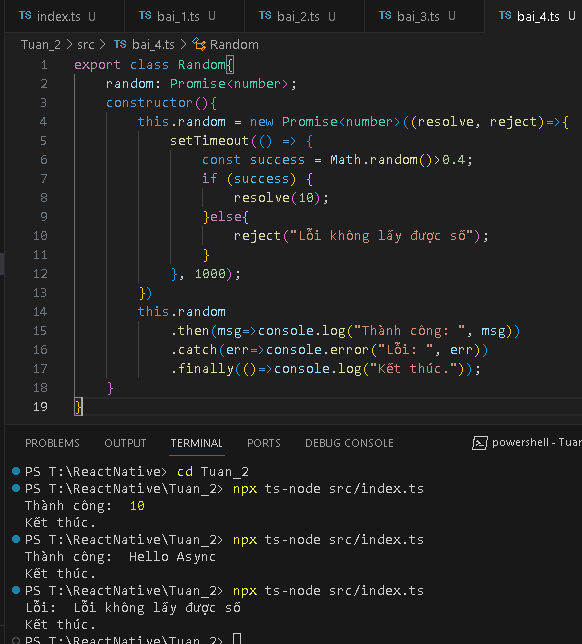 TS index.ts U TS bai_1.ts U TS bai_2.ts U TS bai_3.ts U TS bai_4.ts U
Tuan_2 > src > TS bai_4.ts > Random
1 export class Random{
2 random: Promise<number>;
3 constructor(){
4 this.random = new Promise<number>((resolve, reject)=>{
5 setTimeout(() => {
6 const success = Math.random()>0.4;
7 if (success) {
8 resolve(10);
9 }else{
10 reject("Lỗi không lấy được số");
11 }
12 }, 1000);
13 })
14 this.random
15 .then(msg=>console.log("Thành công: ", msg))
16 .catch(err=>console.error("Lỗi: ", err))
17 .finally(()=>console.log("Kết thúc."));
18 }
19 }
PROBLEMS OUTPUT TERMINAL PORTS DEBUG CONSOLE powershell - Tuan
PS T:\ReactNative> cd Tuan_2
PS T:\ReactNative\Tuan_2> npx ts-node src/index.ts
Thành công:  10
Kết thúc.
PS T:\ReactNative\Tuan_2> npx ts-node src/index.ts
Thành công:  Hello Async
Kết thúc.
PS T:\ReactNative\Tuan_2> npx ts-node src/index.ts
Lỗi:  Lỗi không lấy được số
Kết thúc.
PS T:\ReactNative\Tuan_2>